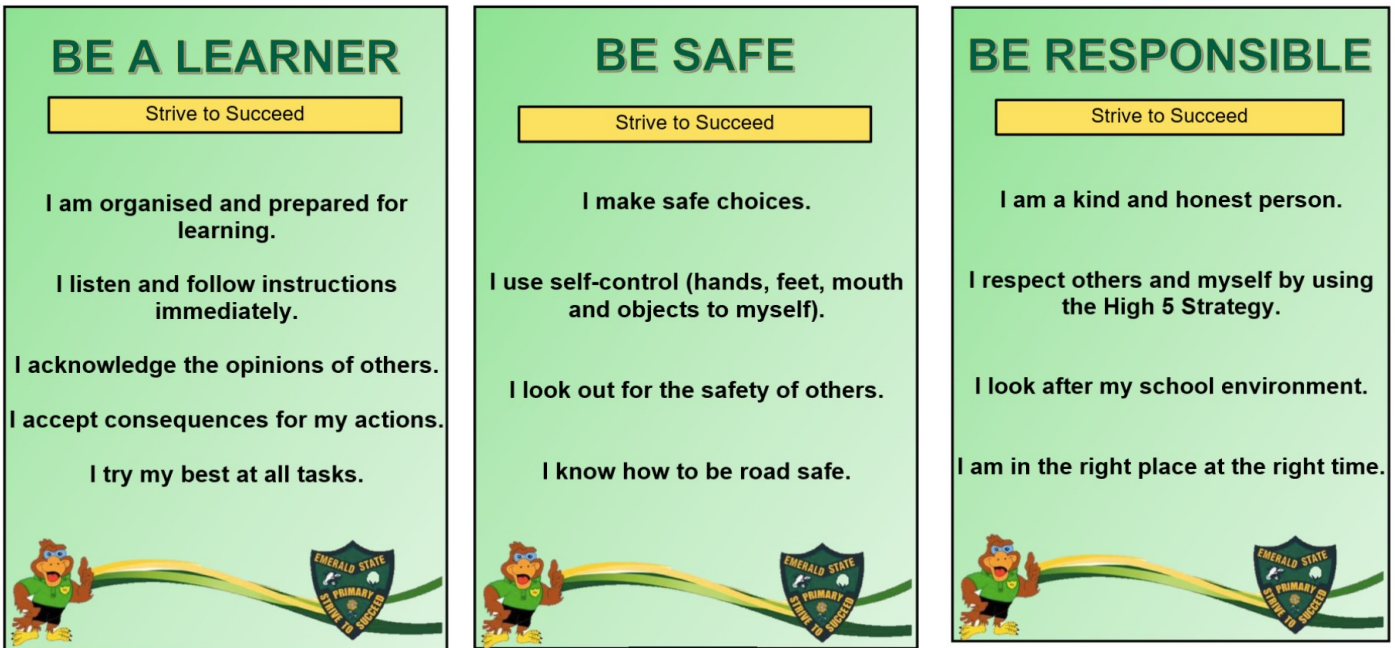 BE A LEARNER
Strive to Succeed
I am organised and prepared for
learning.
I listen and follow instructions
immediately.
I acknowledge the opinions of others.
I accept consequences for my actions.
I try my best at all tasks.
EMERALD STATE
PRIMARY
STRIVE TO SUCCEED
BE SAFE
Strive to Succeed
I make safe choices.
I use self-control (hands, feet, mouth
and objects to myself).
I look out for the safety of others.
I know how to be road safe.
EMERALD STATE
PRIMARY
STRIVE TO SUCCEED
BE RESPONSIBLE
Strive to Succeed
I am a kind and honest person.
I respect others and myself by using
the High 5 Strategy.
I look after my school environment.
I am in the right place at the right time.
EMERALD STATE
PRIMARY
STRIVE TO SUCCEED